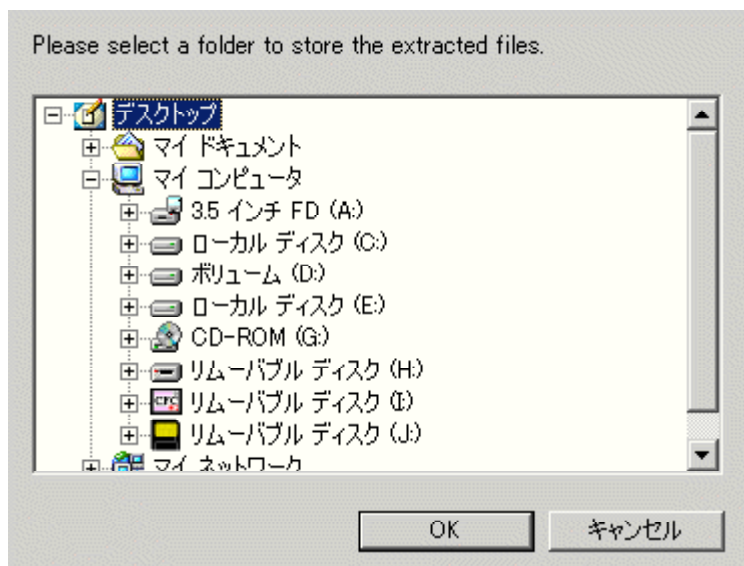 Please select a folder to store the extracted files.
デスクトップ
マイ ドキュメント
マイ コンピュータ
3.5 インチ FD (A:)
ローカル ディスク (C:)
ボリューム (D:)
ローカル ディスク (E:)
CD-ROM (G:)
リムーバブル ディスク (H:)
CFC
リムーバブル ディスク (I:)
リムーバブル ディスク (J:)
マイ ネットワーク
OK
キャンセル